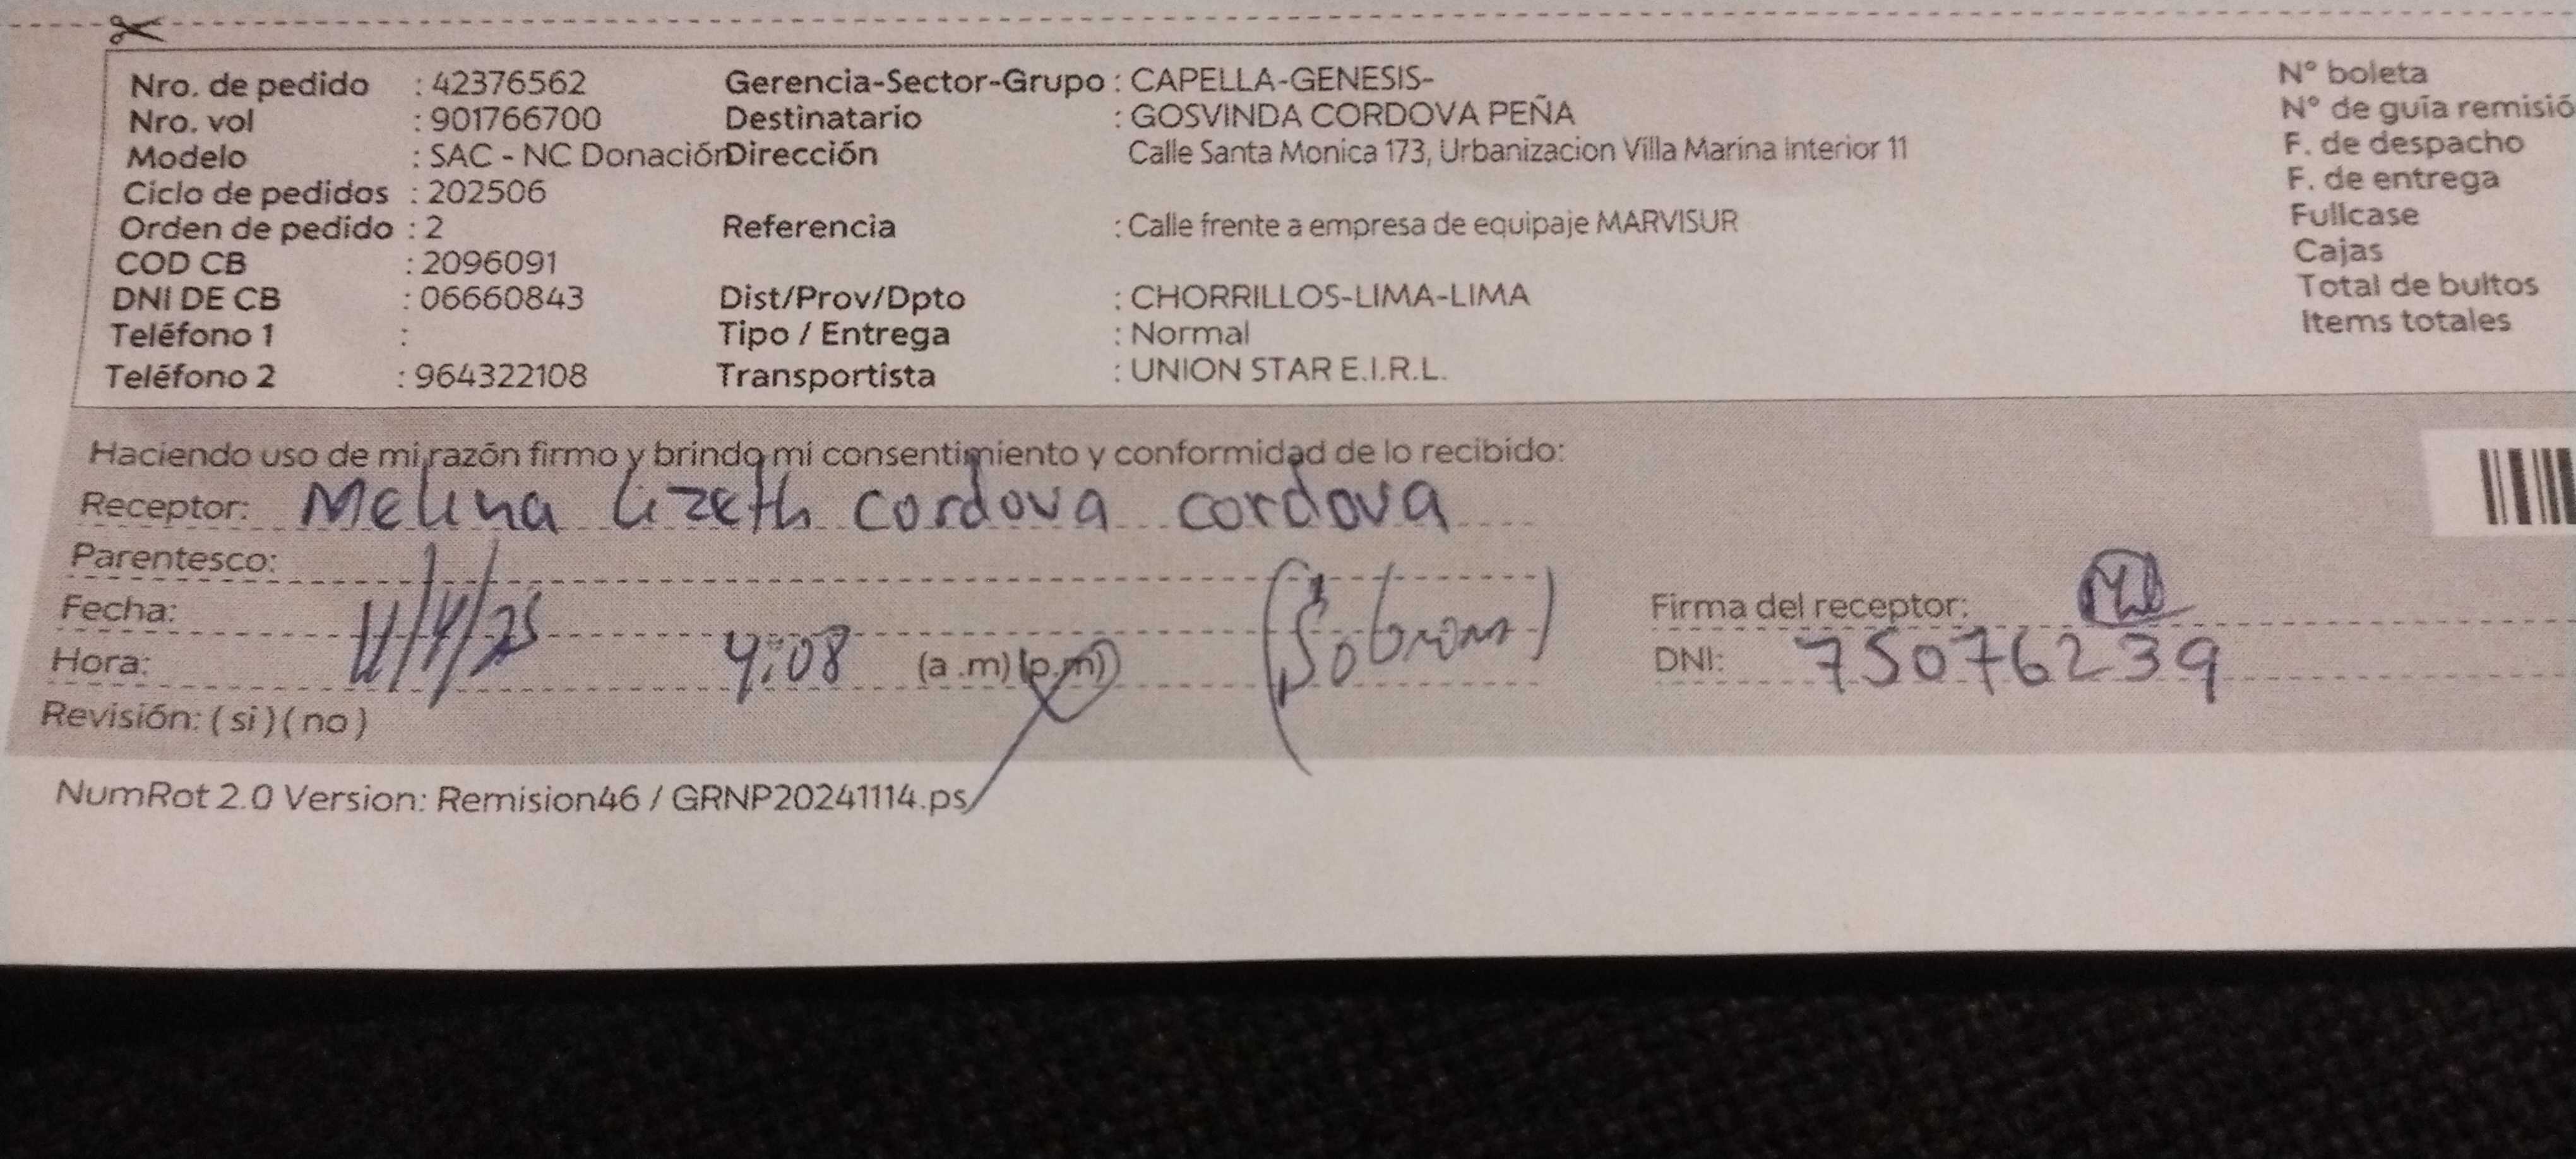 Nro. de pedido : 42376562 Gerencia-Sector-Grupo : CAPELLA-GENESIS- N° boleta
Nro. vol : 901766700 Destinatario : GOSVINDA CORDOVA PEÑA N° de guía remisió
Modelo : SAC - NC Donación Dirección Calle Santa Monica 173, Urbanizacion Villa Marina interior 11 F. de despacho
Ciclo de pedidos : 202506 F. de entrega
Orden de pedido : 2 Referencia : Calle frente a empresa de equipaje MARVISUR Fullcase
COD CB : 2096091 Cajas
DNI DE CB : 06660843 Dist/Prov/Dpto : CHORRILLOS-LIMA-LIMA Total de bultos
Teléfono 1 : Tipo / Entrega : Normal Items totales
Teléfono 2 : 964322108 Transportista : UNION STAR E.I.R.L.
Haciendo uso de mi razón firmo y brindo mi consentimiento y conformidad de lo recibido:
Receptor: Melina Lizeth cordova cordova
Parentesco:
Fecha: 11/4/25 (Sobrina) Firma del receptor:
Hora: 4:08 (a .m) (p.m) DNI: 75076239
Revisión: ( si ) ( no )
NumRot 2.0 Version: Remision46 / GRNP20241114.ps